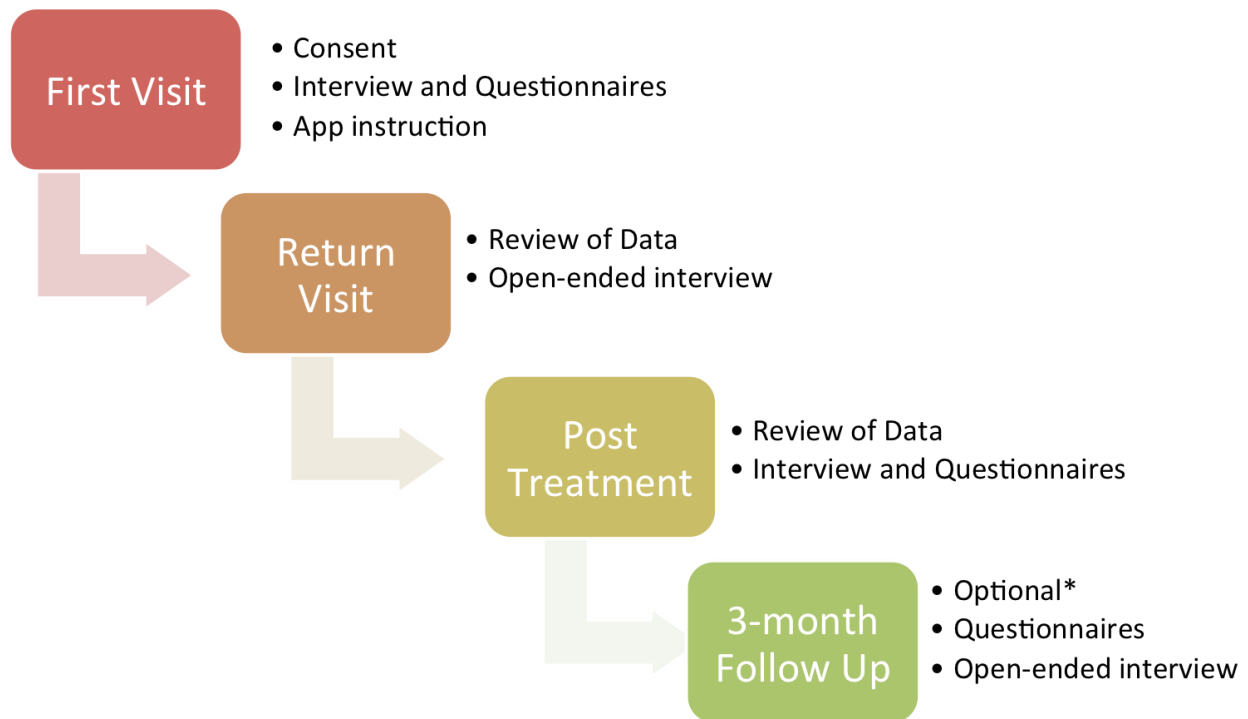 First Visit
• Consent
• Interview and Questionnaires
• App instruction
Return
Visit
• Review of Data
• Open-ended interview
Post
Treatment
• Review of Data
• Interview and Questionnaires
3-month
Follow Up
• Optional*
• Questionnaires
• Open-ended interview